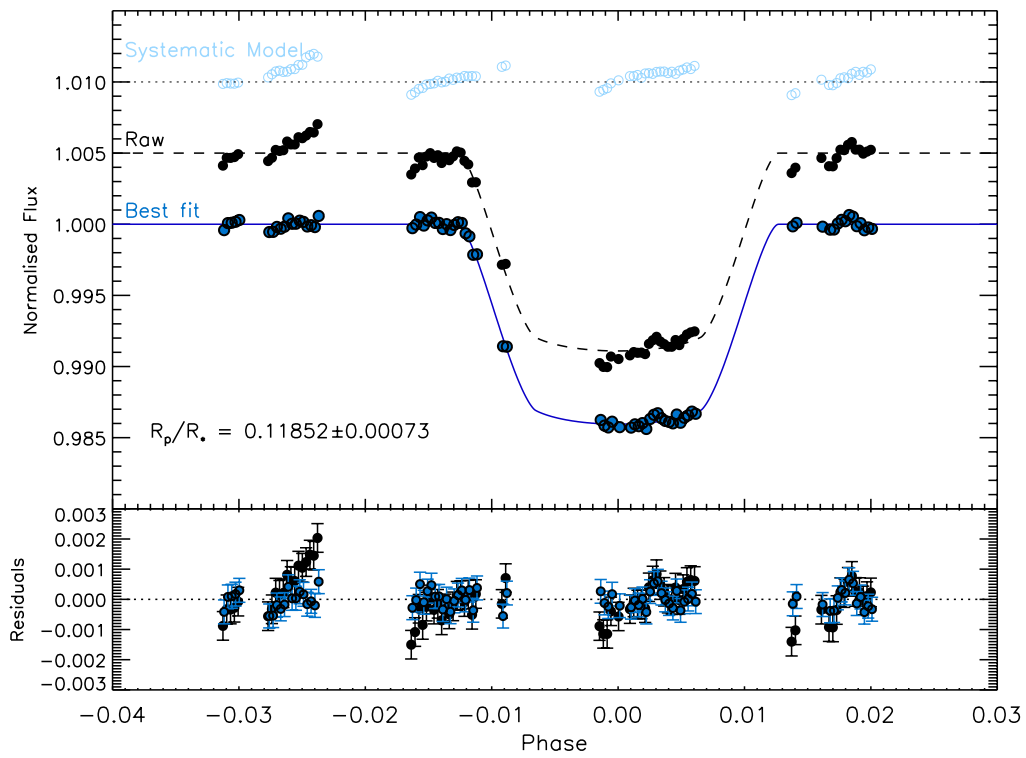 Systematic Model
1.010
Raw
1.005
Best fit
1.000
Normalised Flux
0.995
0.990
0.985
Rp/R* = 0.11852±0.00073
0.003
0.002
0.001
0.000
−0.001
−0.002
−0.003
Residuals
−0.04 −0.03 −0.02 −0.01 0.00 0.01 0.02 0.03
Phase